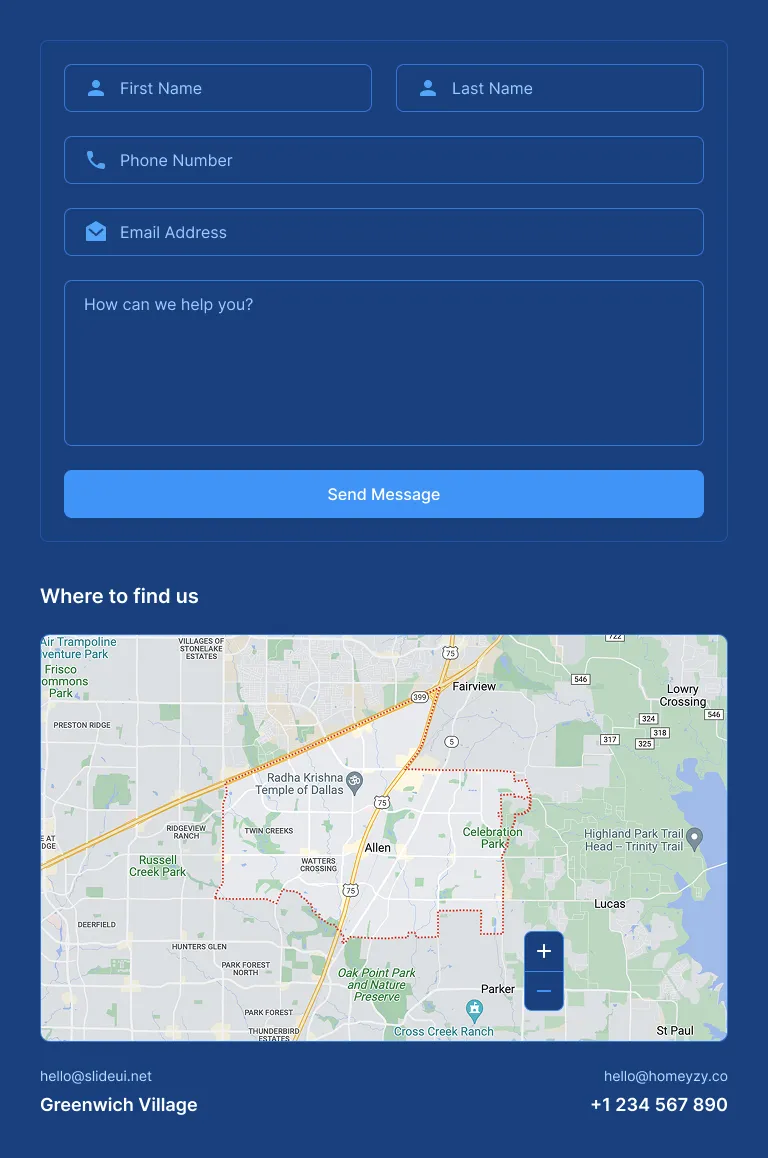 First Name
Last Name
Phone Number
Email Address
How can we help you?
Send Message
Where to find us
Air Trampoline
venture Park
VILLAGES OF
STONELAKE
ESTATES
75
722
Frisco
ommons
Park
399
Fairview
546
Lowry
Crossing
546
324
318
317
325
PRESTON RIDGE
5
Radha Krishna
Temple of Dallas
75
RIDGEVIEW
RANCH
TWIN CREEKS
Celebration
Park
Highland Park Trail
Head – Trinity Trail
E AT
DGE
Allen
Russell
Creek Park
WATTERS
CROSSING
75
Lucas
DEERFIELD
HUNTERS GLEN
+
PARK FOREST
NORTH
Oak Point Park
and Nature
Preserve
Parker
−
PARK FOREST
THUNDERBIRD
ESTATES
Cross Creek Ranch
St Paul
hello@slideui.net
hello@homeyzy.co
Greenwich Village
+1 234 567 890